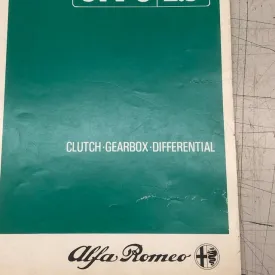 CLUTCH·GEARBOX·DIFFERENTIAL
Alfa Romeo